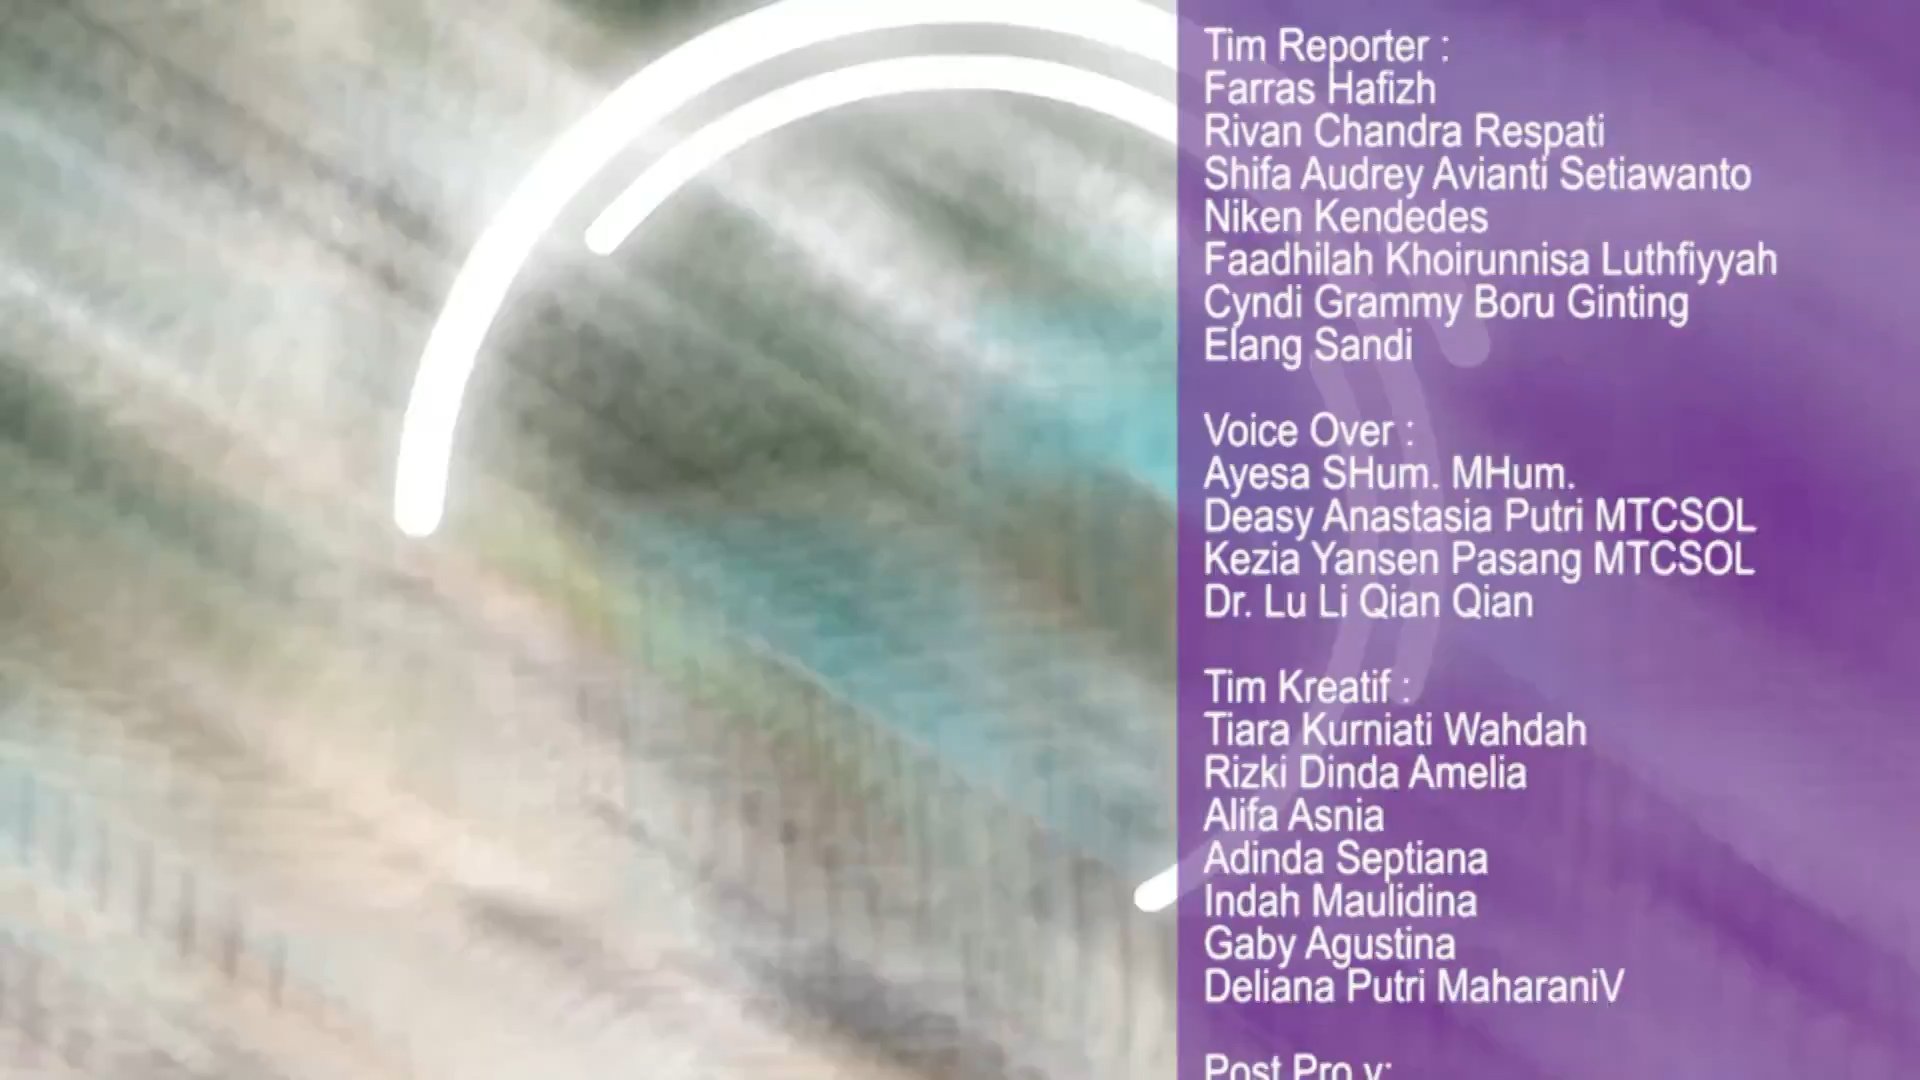 Tim Reporter :
Farras Hafizh
Rivan Chandra Respati
Shifa Audrey Avianti Setiawanto
Niken Kendedes
Faadhilah Khoirunnisa Luthfiyyah
Cyndi Grammy Boru Ginting
Elang Sandi
Voice Over :
Ayesa SHum. MHum.
Deasy Anastasia Putri MTCSOL
Kezia Yansen Pasang MTCSOL
Dr. Lu Li Qian Qian
Tim Kreatif :
Tiara Kurniati Wahdah
Rizki Dinda Amelia
Alifa Asnia
Adinda Septiana
Indah Maulidina
Gaby Agustina
Deliana Putri MaharaniV
Post Pro y: